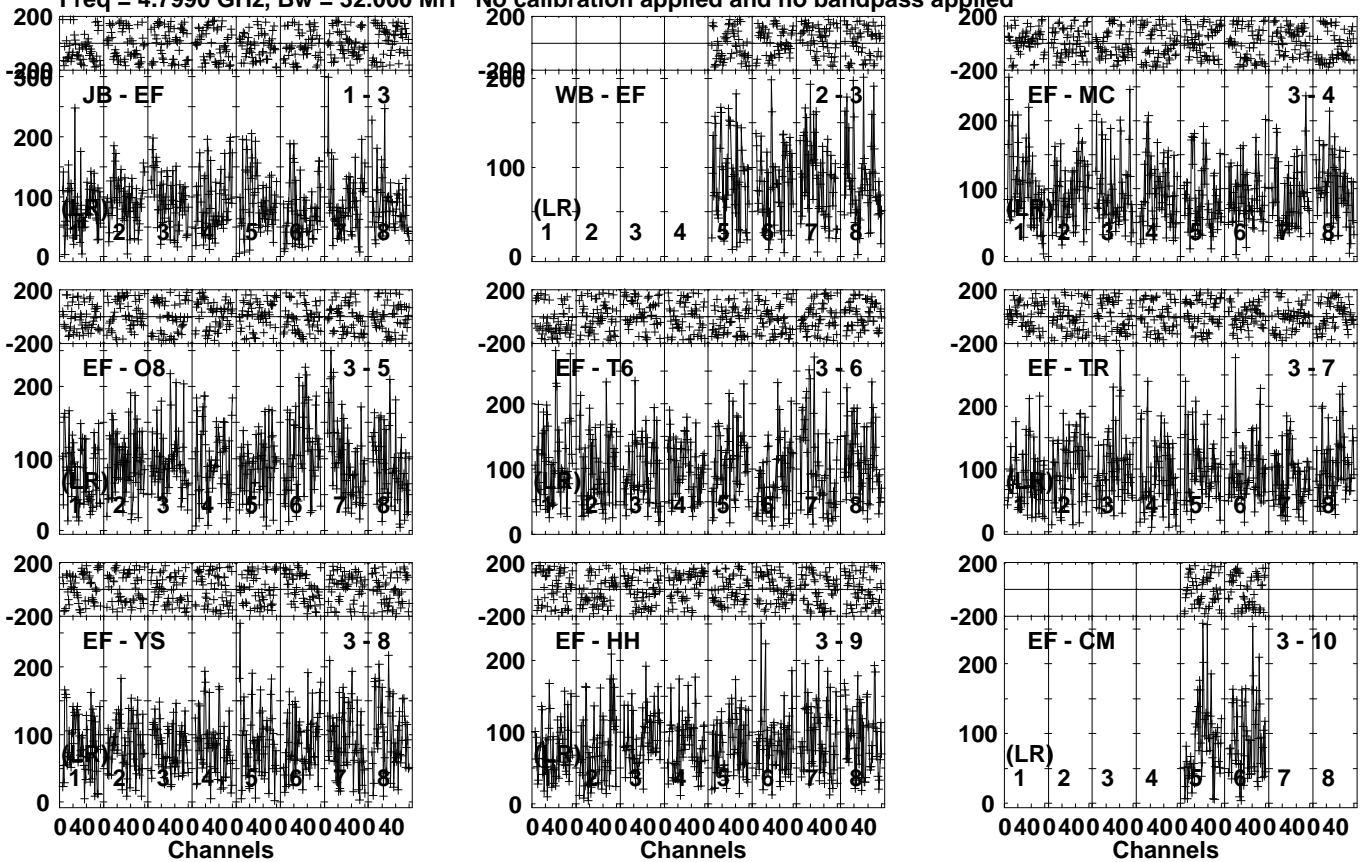 Freq = 4.7990 GHz, Bw = 32.000 MH No calibration applied and no bandpass applied
200
-200
300
200
100
0
JB - EF 1 - 3
(LR)
1 2 3 4 5 6 7 8
200
-200
200
100
0
WB - EF 2 - 3
(LR)
1 2 3 4 5 6 7 8
200
-200
200
100
0
EF - MC 3 - 4
(LR)
1 2 3 4 5 6 7 8
200
-200
200
100
0
EF - O8 3 - 5
(LR)
1 2 3 4 5 6 7 8
200
-200
200
100
0
EF - T6 3 - 6
(LR)
1 2 3 4 5 6 7 8
200
-200
200
100
0
EF - TR 3 - 7
(LR)
1 2 3 4 5 6 7 8
200
-200
200
100
0
EF - YS 3 - 8
(LR)
1 2 3 4 5 6 7 8
0 40 0 40 0 40 0 40 0 40 0 40 0 40 0 40
Channels
200
-200
200
100
0
EF - HH 3 - 9
(LR)
1 2 3 4 5 6 7 8
0 40 0 40 0 40 0 40 0 40 0 40 0 40 0 40
Channels
200
-200
200
100
0
EF - CM 3 - 10
(LR)
1 2 3 4 5 6 7 8
0 40 0 40 0 40 0 40 0 40 0 40 0 40 0 40
Channels